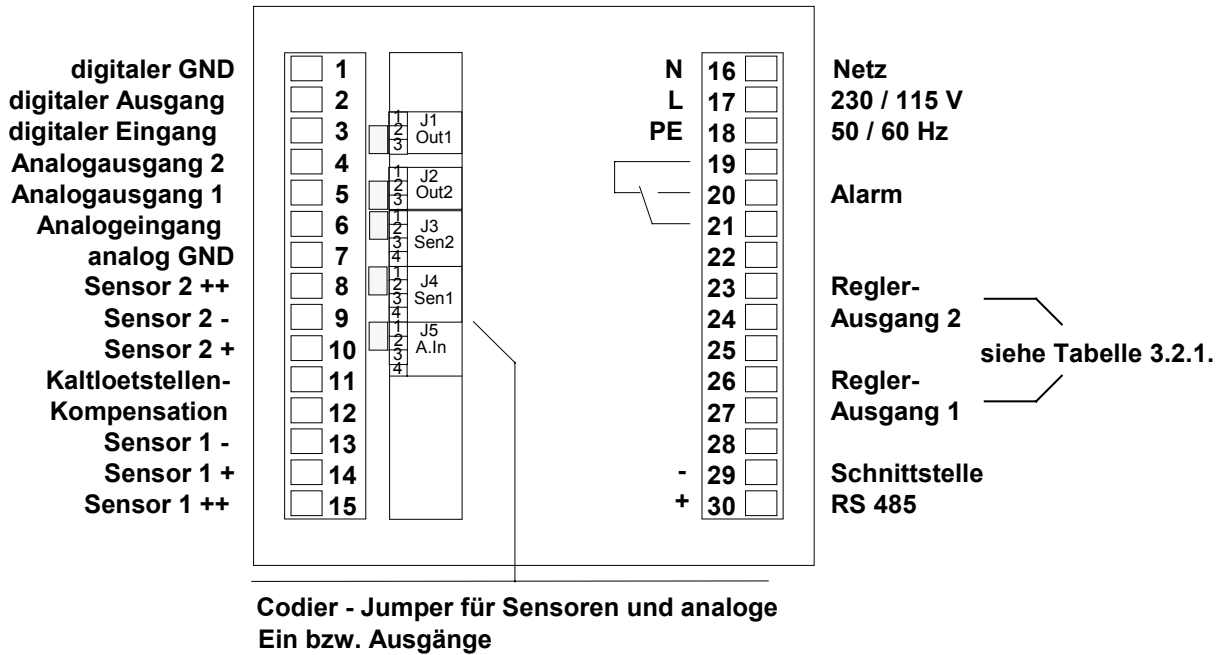 digitaler GND 1
digitaler Ausgang 2
digitaler Eingang 3
Analogausgang 2 4
Analogausgang 1 5
Analogeingang 6
analog GND 7
Sensor 2 ++ 8
Sensor 2 - 9
Sensor 2 + 10
Kaltloetstellen- 11
Kompensation 12
Sensor 1 - 13
Sensor 1 + 14
Sensor 1 ++ 15
1 J1
2 Out1
3
1 J2
2 Out2
3
1
2 J3
3 Sen2
4
1
2 J4
3 Sen1
4
1 J5
2 A.In
3
4
N 16 Netz
L 17 230 / 115 V
PE 18 50 / 60 Hz
19
20 Alarm
21
22
23 Regler-
24 Ausgang 2
25
26 Regler-
27 Ausgang 1
28
- 29 Schnittstelle
+ 30 RS 485
siehe Tabelle 3.2.1.
Codier - Jumper für Sensoren und analoge
Ein bzw. Ausgänge